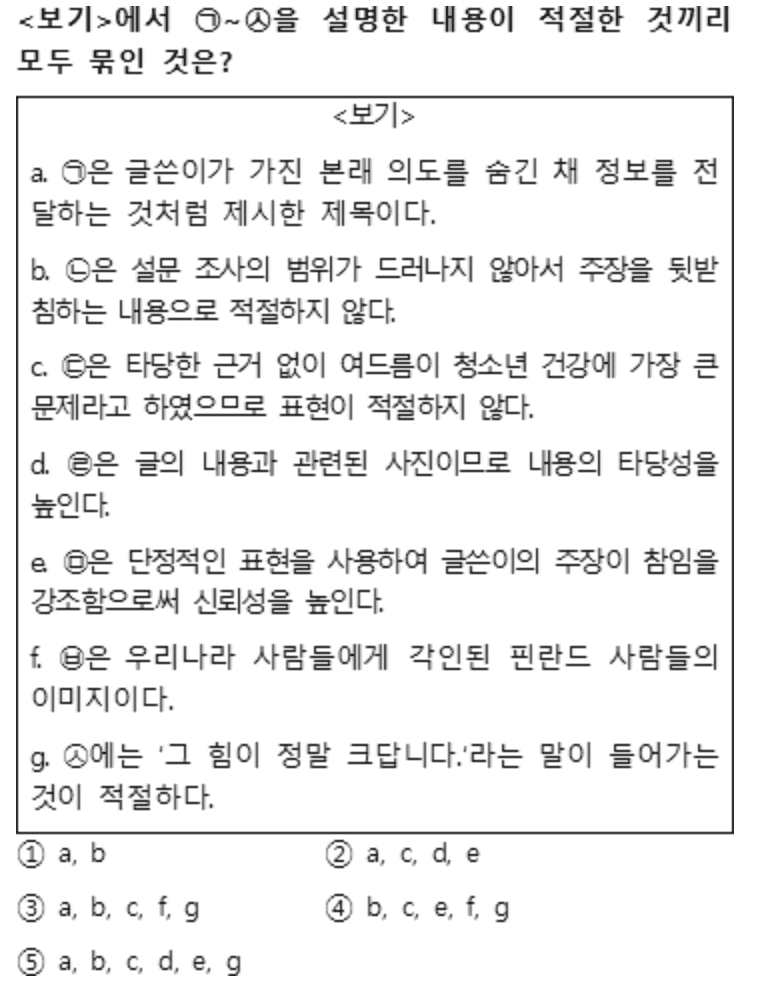 <보기>에서 ㉠~㉦을 설명한 내용이 적절한 것끼리
모두 묶인 것은?
<보기>
a. ㉠은 글쓴이가 가진 본래 의도를 숨긴 채 정보를 전
달하는 것처럼 제시한 제목이다.
b. ㉡은 설문 조사의 범위가 드러나지 않아서 주장을 뒷받
침하는 내용으로 적절하지 않다.
c. ㉢은 타당한 근거 없이 여드름이 청소년 건강에 가장 큰
문제라고 하였으므로 표현이 적절하지 않다.
d. ㉣은 글의 내용과 관련된 사진이므로 내용의 타당성을
높인다.
e. ㉤은 단정적인 표현을 사용하여 글쓴이의 주장이 참임을
강조함으로써 신뢰성을 높인다.
f. ㉥은 우리나라 사람들에게 각인된 핀란드 사람들의
이미지이다.
g. ㉦에는 '그 힘이 정말 크답니다.'라는 말이 들어가는
것이 적절하다.
① a, b ② a, c, d, e
③ a, b, c, f, g ④ b, c, e, f, g
⑤ a, b, c, d, e, g